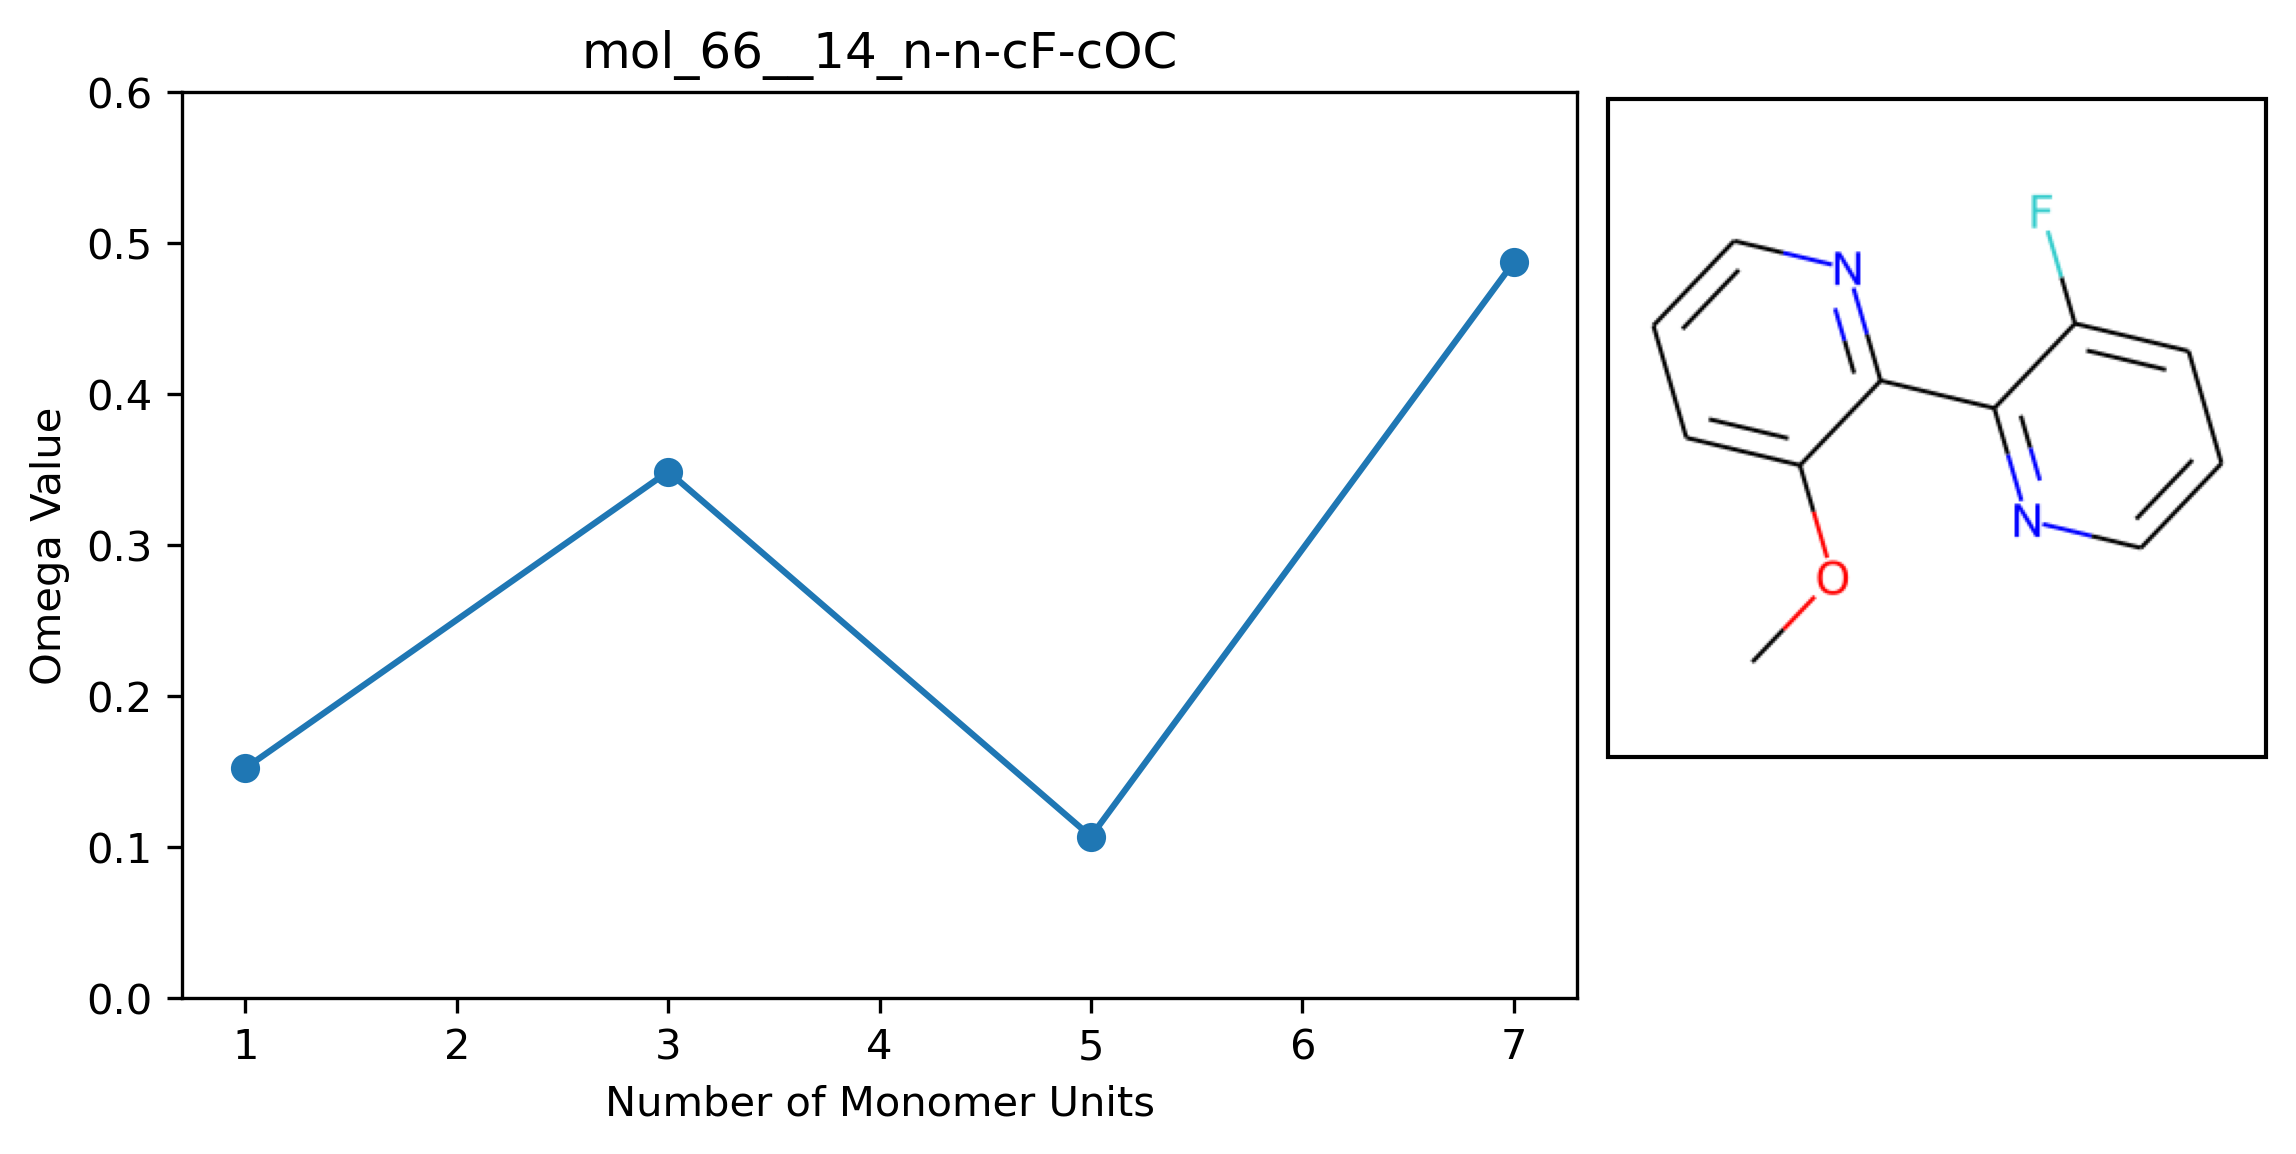 mol_66__14_n-n-cF-cOC
0.6
0.5
0.4
0.3
0.2
0.1
0.0
Omega Value
1 2 3 4 5 6 7
Number of Monomer Units
F
N
N
O